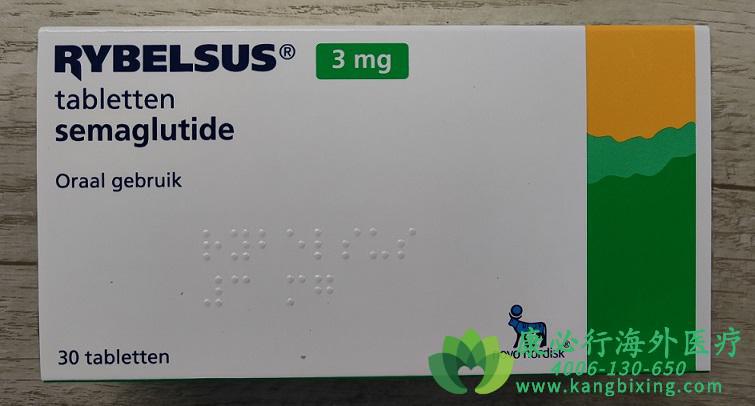 RYBELSUS® 3 mg
tabletten
semaglutide
Oraal gebruik
30 tabletten
novo nordisk®
康必行海外医疗
4006-130-650
www.kangbixing.com